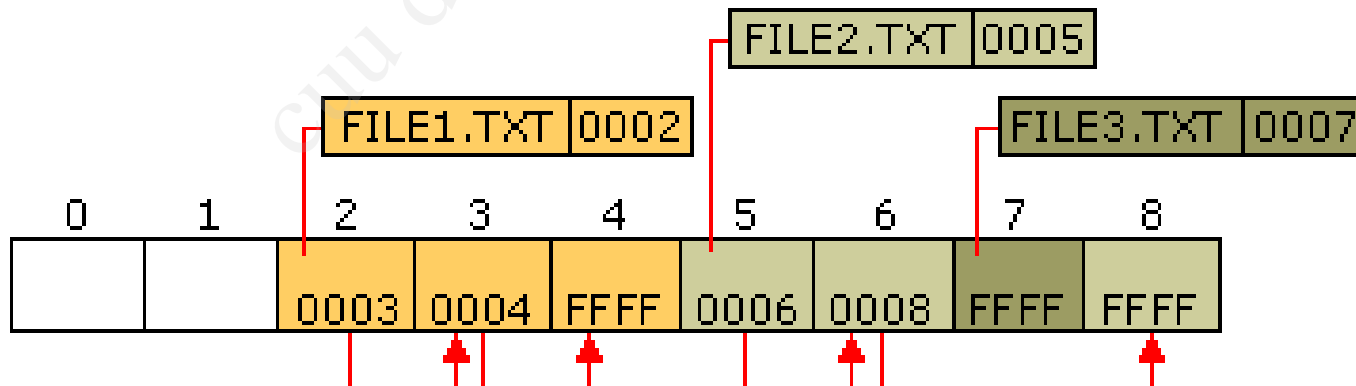 FILE2.TXT 0005
FILE1.TXT 0002
FILE3.TXT 0007
0 1 2 3 4 5 6 7 8
0003 0004 FFFF 0006 0008 FFFF FFFF
cuu d